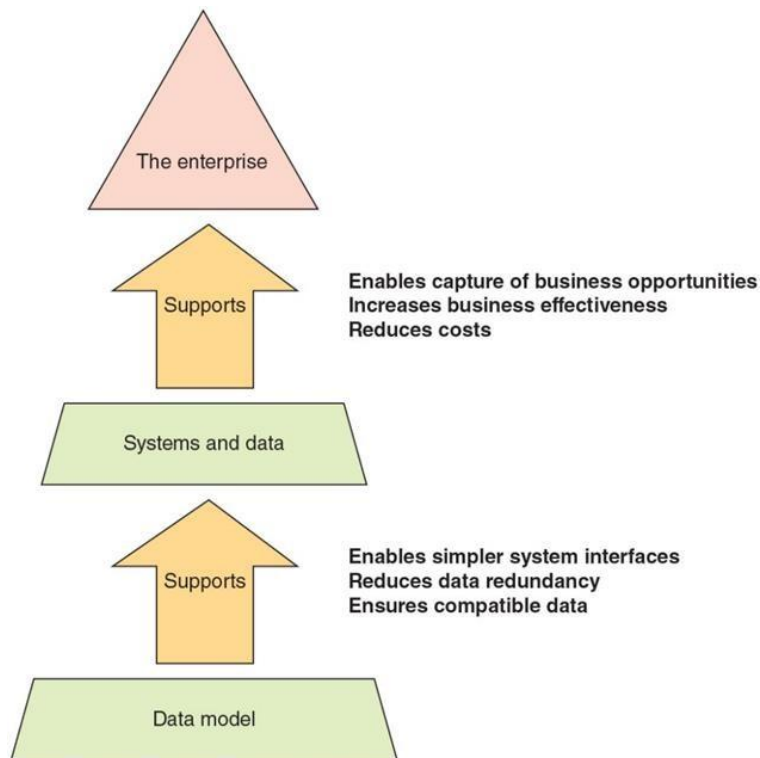 The enterprise
Supports
Enables capture of business opportunities
Increases business effectiveness
Reduces costs
Systems and data
Supports
Enables simpler system interfaces
Reduces data redundancy
Ensures compatible data
Data model